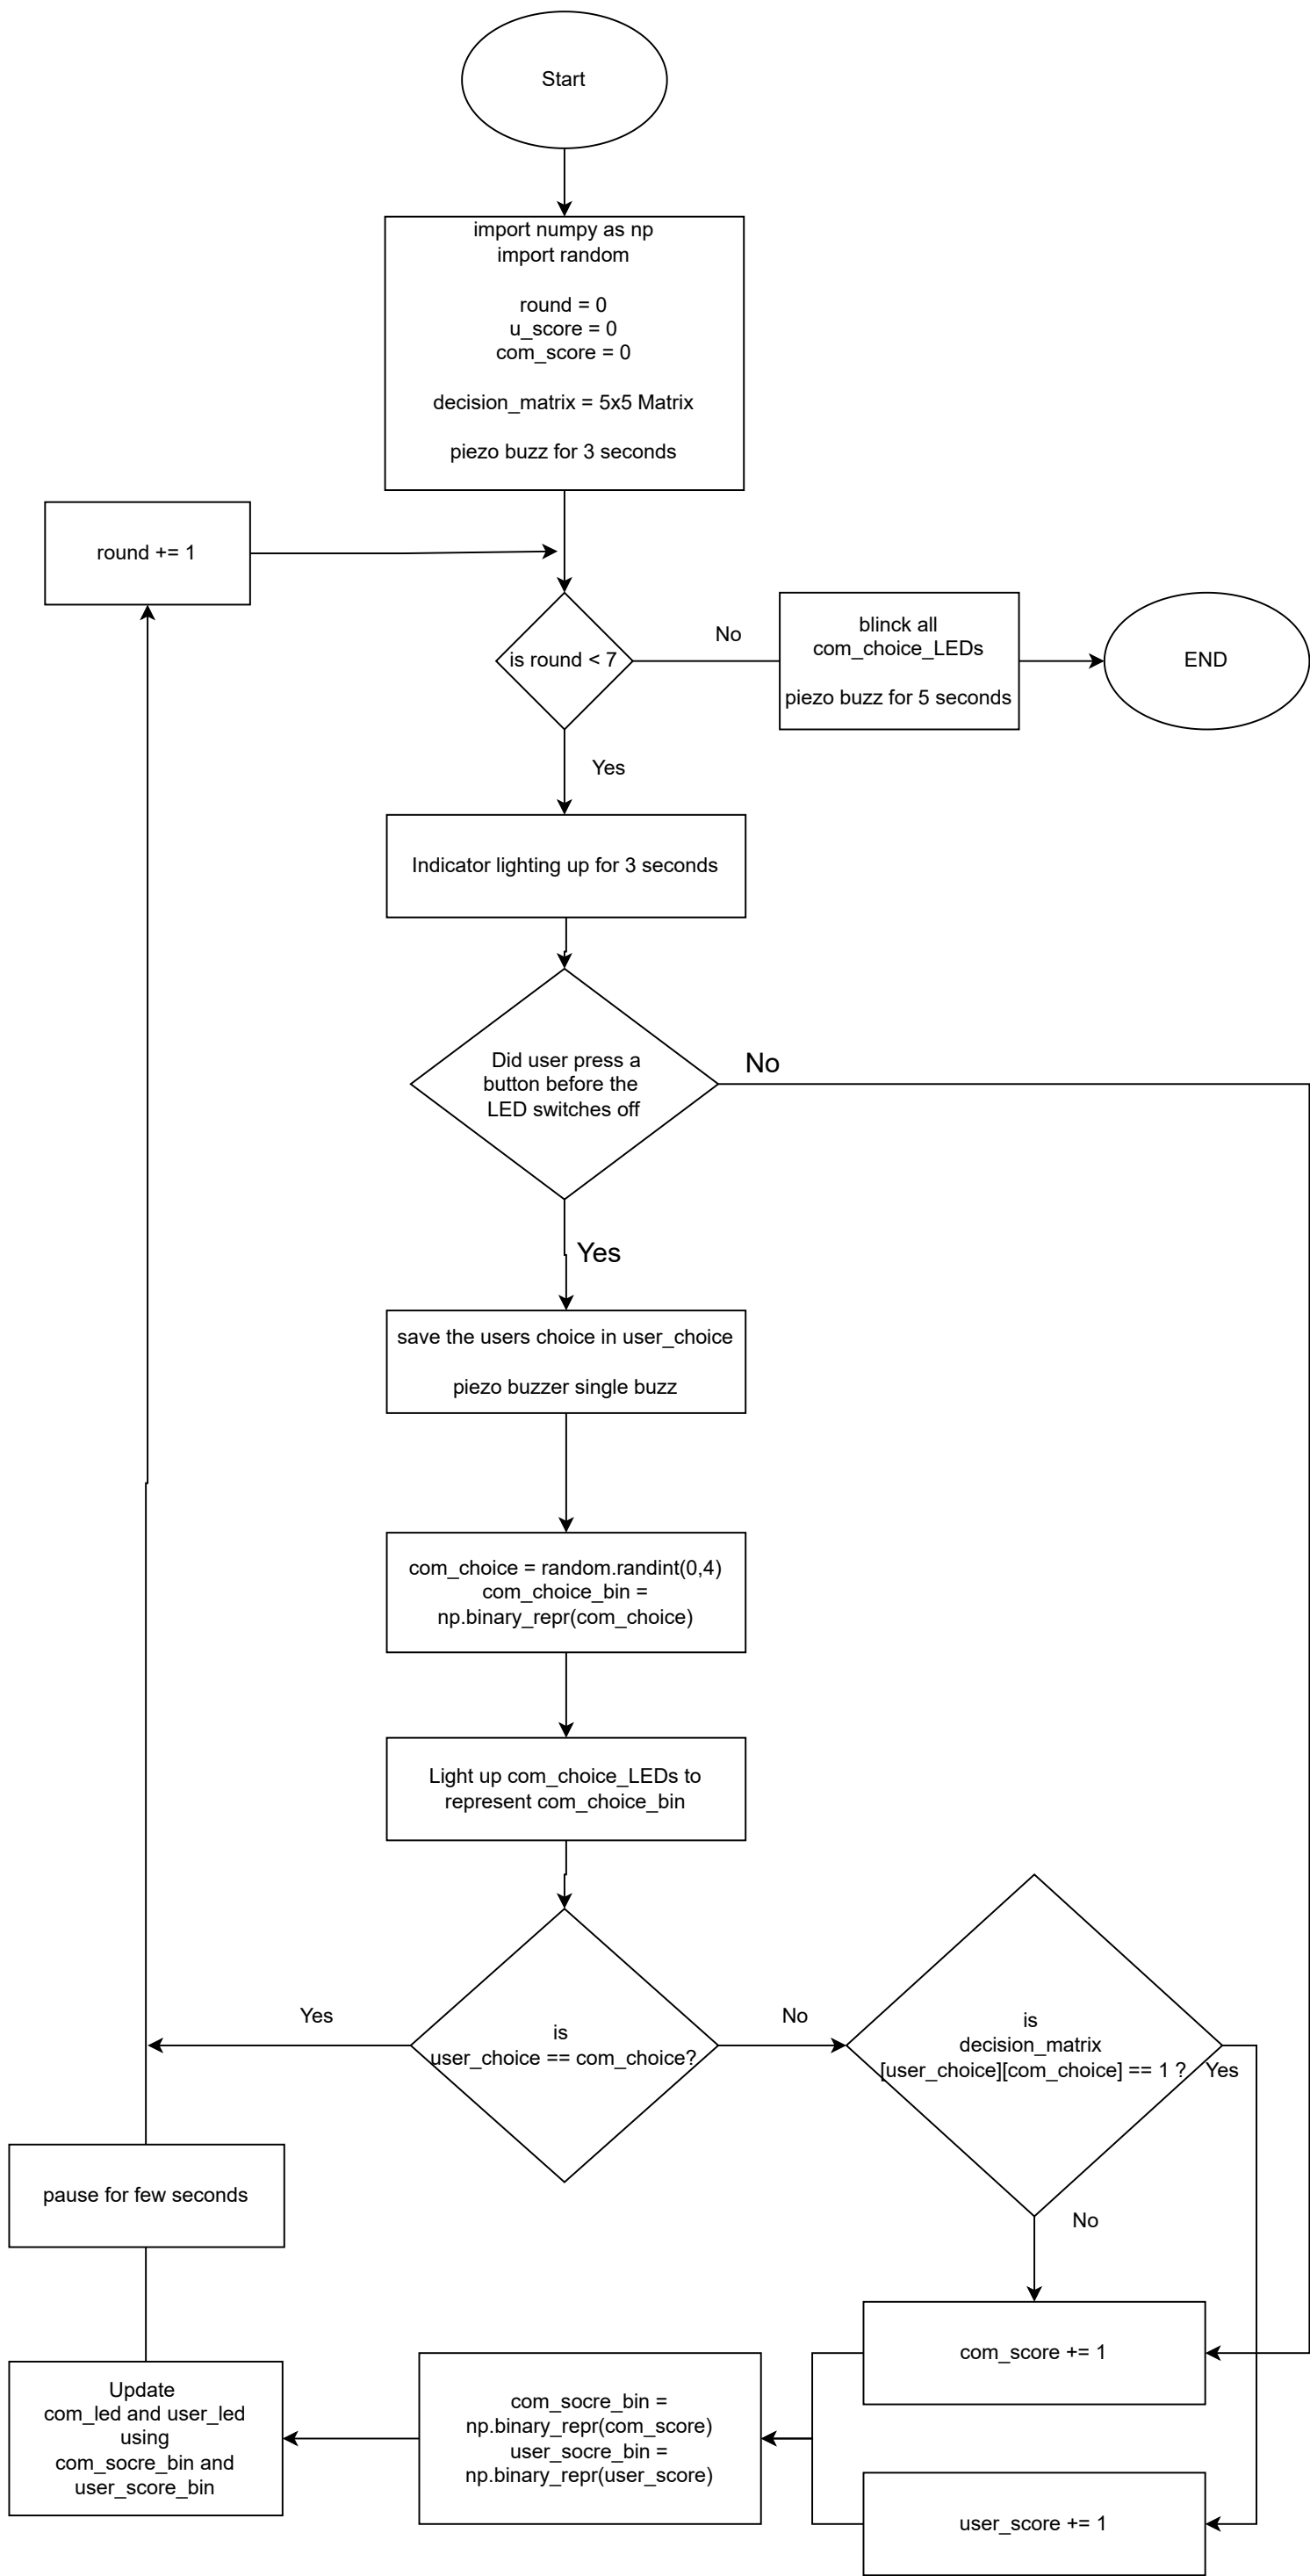 Start
import numpy as np
import random
round = 0
u_score = 0
com_score = 0
decision_matrix = 5x5 Matrix
piezo buzz for 3 seconds
round += 1
is round < 7
No
blinck all
com_choice_LEDs
piezo buzz for 5 seconds
END
Yes
Indicator lighting up for 3 seconds
Did user press a
button before the
LED switches off
No
Yes
save the users choice in user_choice
piezo buzzer single buzz
com_choice = random.randint(0,4)
com_choice_bin =
np.binary_repr(com_choice)
Light up com_choice_LEDs to
represent com_choice_bin
is
user_choice == com_choice?
Yes
No
is
decision_matrix
[user_choice][com_choice] == 1 ?
Yes
No
pause for few seconds
com_score += 1
Update
com_led and user_led
using
com_socre_bin and
user_score_bin
com_socre_bin =
np.binary_repr(com_score)
user_socre_bin =
np.binary_repr(user_score)
user_score += 1